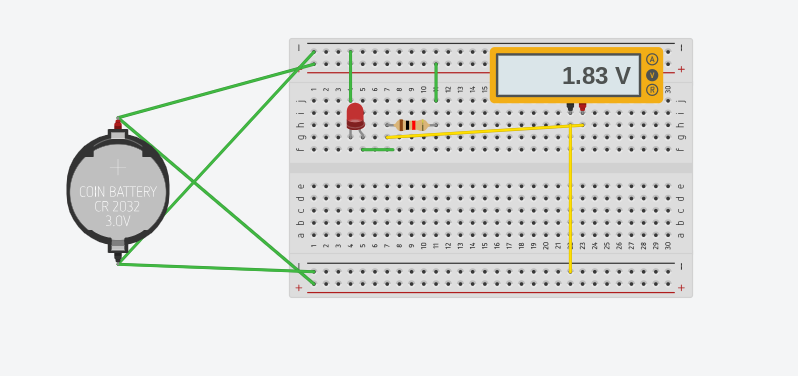 1.83 V
A
V
R
− −
+ +
1 2 3 4 5 6 7 8 9 10 11 12 13 14 15 30
j j
i i
h h
g g
f f
COIN BATTERY
CR 2032
3.0V
e e
d d
c c
b b
a a
1 2 3 4 5 6 7 8 9 10 11 12 13 14 15 16 17 18 19 20 21 22 23 24 25 26 27 28 29 30
− −
+ +